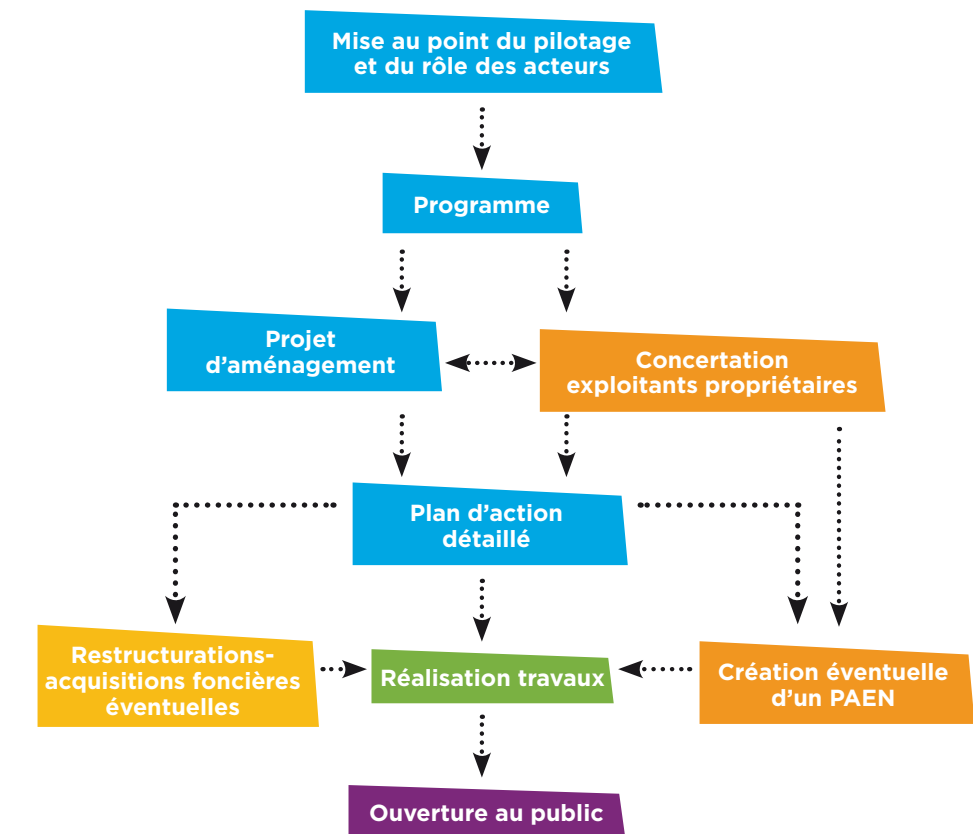 Mise au point du pilotage
et du rôle des acteurs
Programme
Projet
d’aménagement
Concertation
exploitants propriétaires
Plan d’action
détaillé
Restructurations-
acquisitions foncières
éventuelles
Réalisation travaux
Création éventuelle
d’un PAEN
Ouverture au public